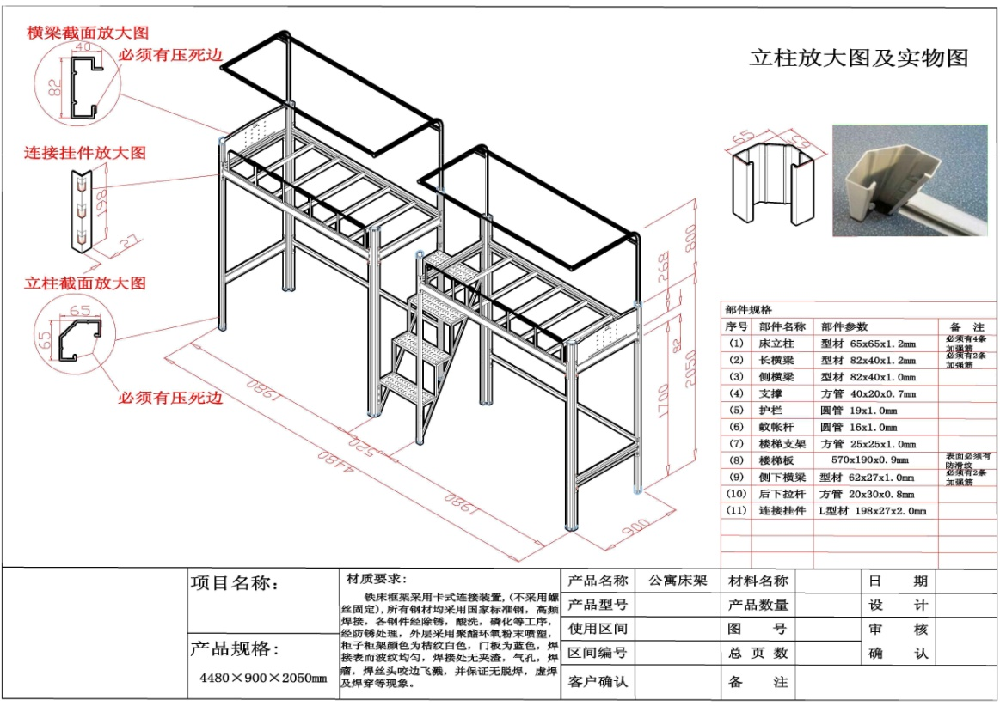 横梁截面放大图
40
必须有压死边
82
连接挂件放大图
198
27
立柱截面放大图
65
65
必须有压死边
立柱放大图及实物图
65
65
800
268
82
2050
1700
1980
520
4480
1980
900
部件规格
序号 部件名称 部件参数 备 注
(1) 床立柱 型材 65x65x1.2mm 必须有4条加强筋
(2) 长横梁 型材 82x40x1.2mm 必须有2条加强筋
(3) 侧横梁 型材 82x40x1.0mm
(4) 支撑 方管 40x20x0.7mm
(5) 护栏 圆管 19x1.0mm
(6) 蚊帐杆 圆管 16x1.0mm
(7) 楼梯支架 方管 25x25x1.0mm
(8) 楼梯板 570x190x0.9mm 表面必须有防滑纹
(9) 侧下横梁 型材 62x27x1.0mm 必须有2条加强筋
(10) 后下拉杆 方管 20x30x0.8mm
(11) 连接挂件 L型材 198x27x2.0mm
项目名称:
产品规格:
4480×900×2050mm
材质要求:
铁床框架采用卡式连接装置,(不采用螺
丝固定),所有钢材均采用国家标准钢，高频
焊接，各钢件经除锈，酸洗，磷化等工序，
经防锈处理，外层采用聚酯环氧粉末喷塑，
柜子柜架颜色为桔纹白色，门板为蓝色，焊
接表而波纹均匀，焊接处无夹渣，气孔，焊
瘤，焊丝头咬边飞溅，并保证无脱焊，虚焊
及焊穿等现象。
产品名称 公寓床架 材料名称 日 期
产品型号 产品数量 设 计
使用区间 图 号 审 核
区间编号 总 页 数 确 认
客户确认 备 注